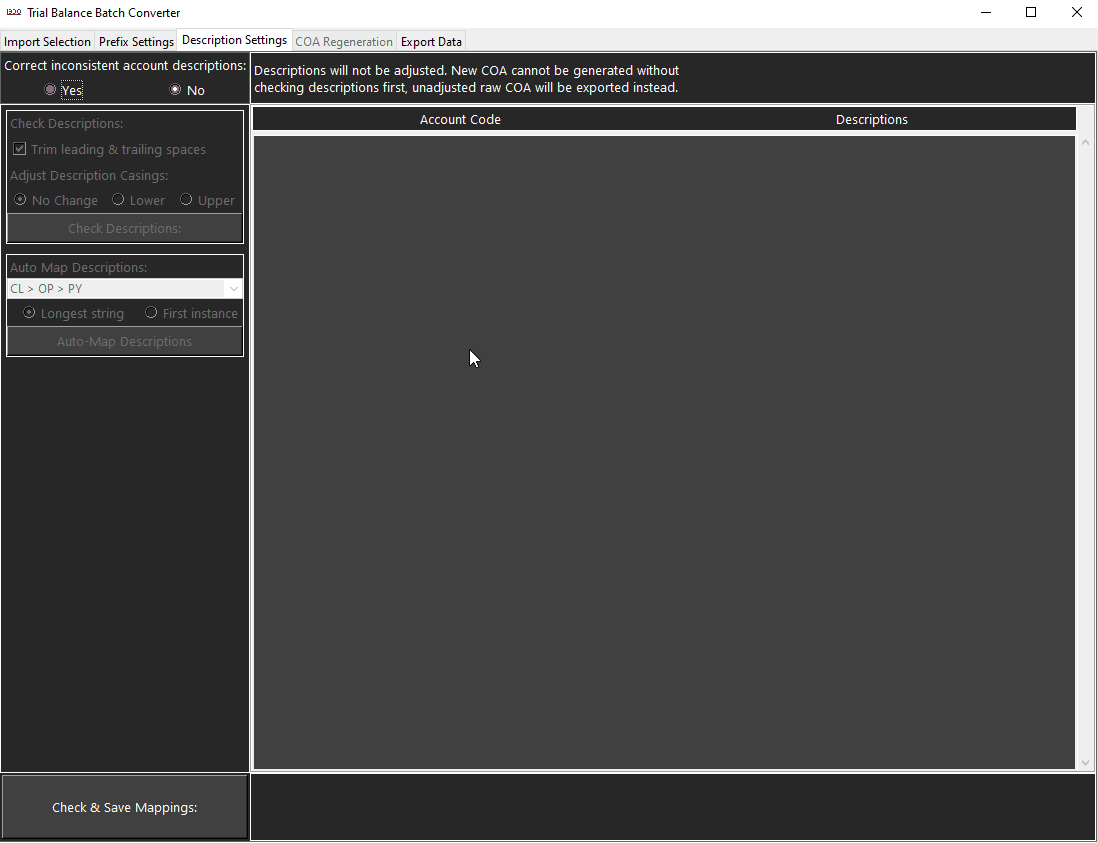 Trial Balance Batch Converter
Import Selection Prefix Settings Description Settings COA Regeneration Export Data
Correct inconsistent account descriptions:
Yes No
Descriptions will not be adjusted. New COA cannot be generated without
checking descriptions first, unadjusted raw COA will be exported instead.
Check Descriptions:
Trim leading & trailing spaces
Adjust Description Casings:
No Change Lower Upper
Check Descriptions:
Auto Map Descriptions:
CL > OP > PY
Longest string First instance
Auto-Map Descriptions
Account Code Descriptions
Check & Save Mappings: